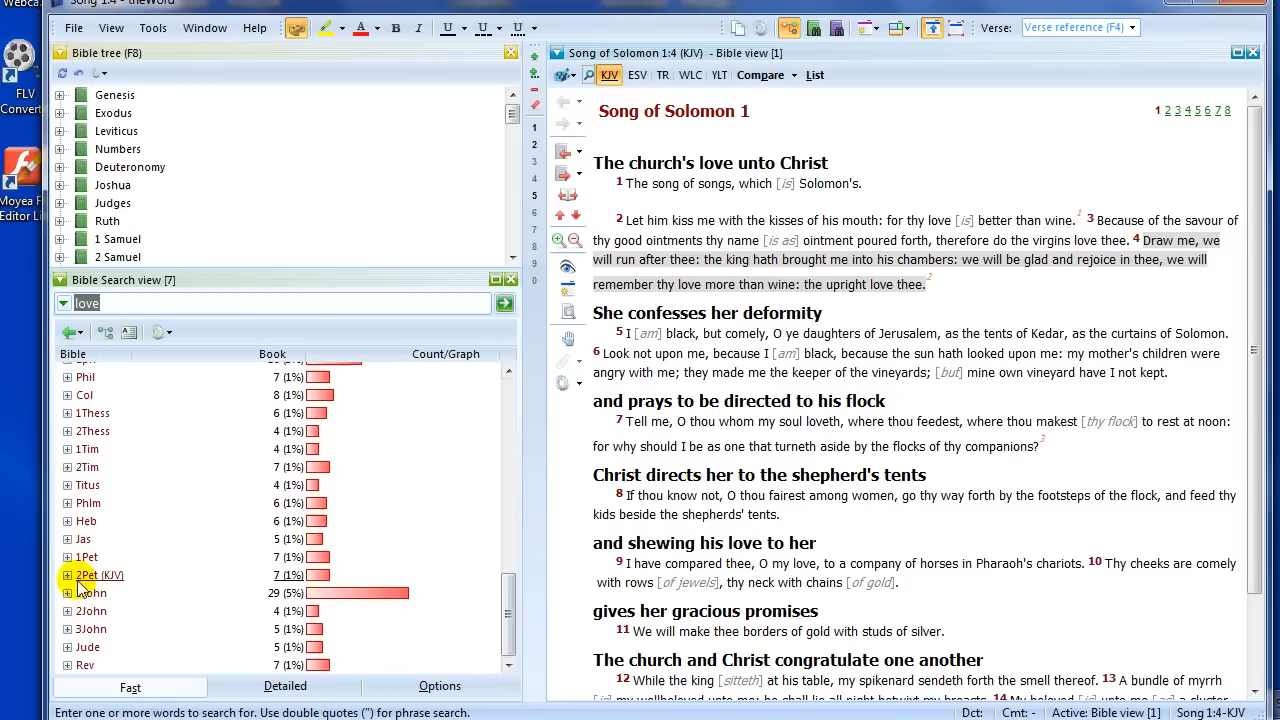 Webca
FLV
Convert
Moyea F
Editor Li
Song 1:4 - theWord
File View Tools Window Help
Verse: Verse reference (F4)
Bible tree (F8)
Genesis
Exodus
Leviticus
Numbers
Deuteronomy
Joshua
Judges
Ruth
1 Samuel
2 Samuel
Bible Search view [7]
love
Bible Book Count/Graph
Phil 7 (1%)
Col 8 (1%)
1Thess 6 (1%)
2Thess 4 (1%)
1Tim 4 (1%)
2Tim 7 (1%)
Titus 4 (1%)
Phlm 6 (1%)
Heb 6 (1%)
Jas 5 (1%)
1Pet 7 (1%)
2Pet (KJV) 7 (1%)
John 29 (5%)
2John 4 (1%)
3John 5 (1%)
Jude 5 (1%)
Rev 7 (1%)
Fast Detailed Options
Enter one or more words to search for. Use double quotes (") for phrase search.
1
2
3
4
5
6
7
8
9
0
Song of Solomon 1:4 (KJV) - Bible view [1]
KJV ESV TR WLC YLT Compare List
Song of Solomon 1 1 2 3 4 5 6 7 8
The church's love unto Christ
1 The song of songs, which [is] Solomon's.
2 Let him kiss me with the kisses of his mouth: for thy love [is] better than wine.1 3 Because of the savour of
thy good ointments thy name [is as] ointment poured forth, therefore do the virgins love thee. 4 Draw me, we
will run after thee: the king hath brought me into his chambers: we will be glad and rejoice in thee, we will
remember thy love more than wine: the upright love thee.2
She confesses her deformity
5 I [am] black, but comely, O ye daughters of Jerusalem, as the tents of Kedar, as the curtains of Solomon.
6 Look not upon me, because I [am] black, because the sun hath looked upon me: my mother's children were
angry with me; they made me the keeper of the vineyards; [but] mine own vineyard have I not kept.
and prays to be directed to his flock
7 Tell me, O thou whom my soul loveth, where thou feedest, where thou makest [thy flock] to rest at noon:
for why should I be as one that turneth aside by the flocks of thy companions?3
Christ directs her to the shepherd's tents
8 If thou know not, O thou fairest among women, go thy way forth by the footsteps of the flock, and feed thy
kids beside the shepherds' tents.
and shewing his love to her
9 I have compared thee, O my love, to a company of horses in Pharaoh's chariots. 10 Thy cheeks are comely
with rows [of jewels], thy neck with chains [of gold].
gives her gracious promises
11 We will make thee borders of gold with studs of silver.
The church and Christ congratulate one another
12 While the king [sitteth] at his table, my spikenard sendeth forth the smell thereof. 13 A bundle of myrrh
Dct: Cmt: - Active: Bible view [1] Song 1:4-KJV